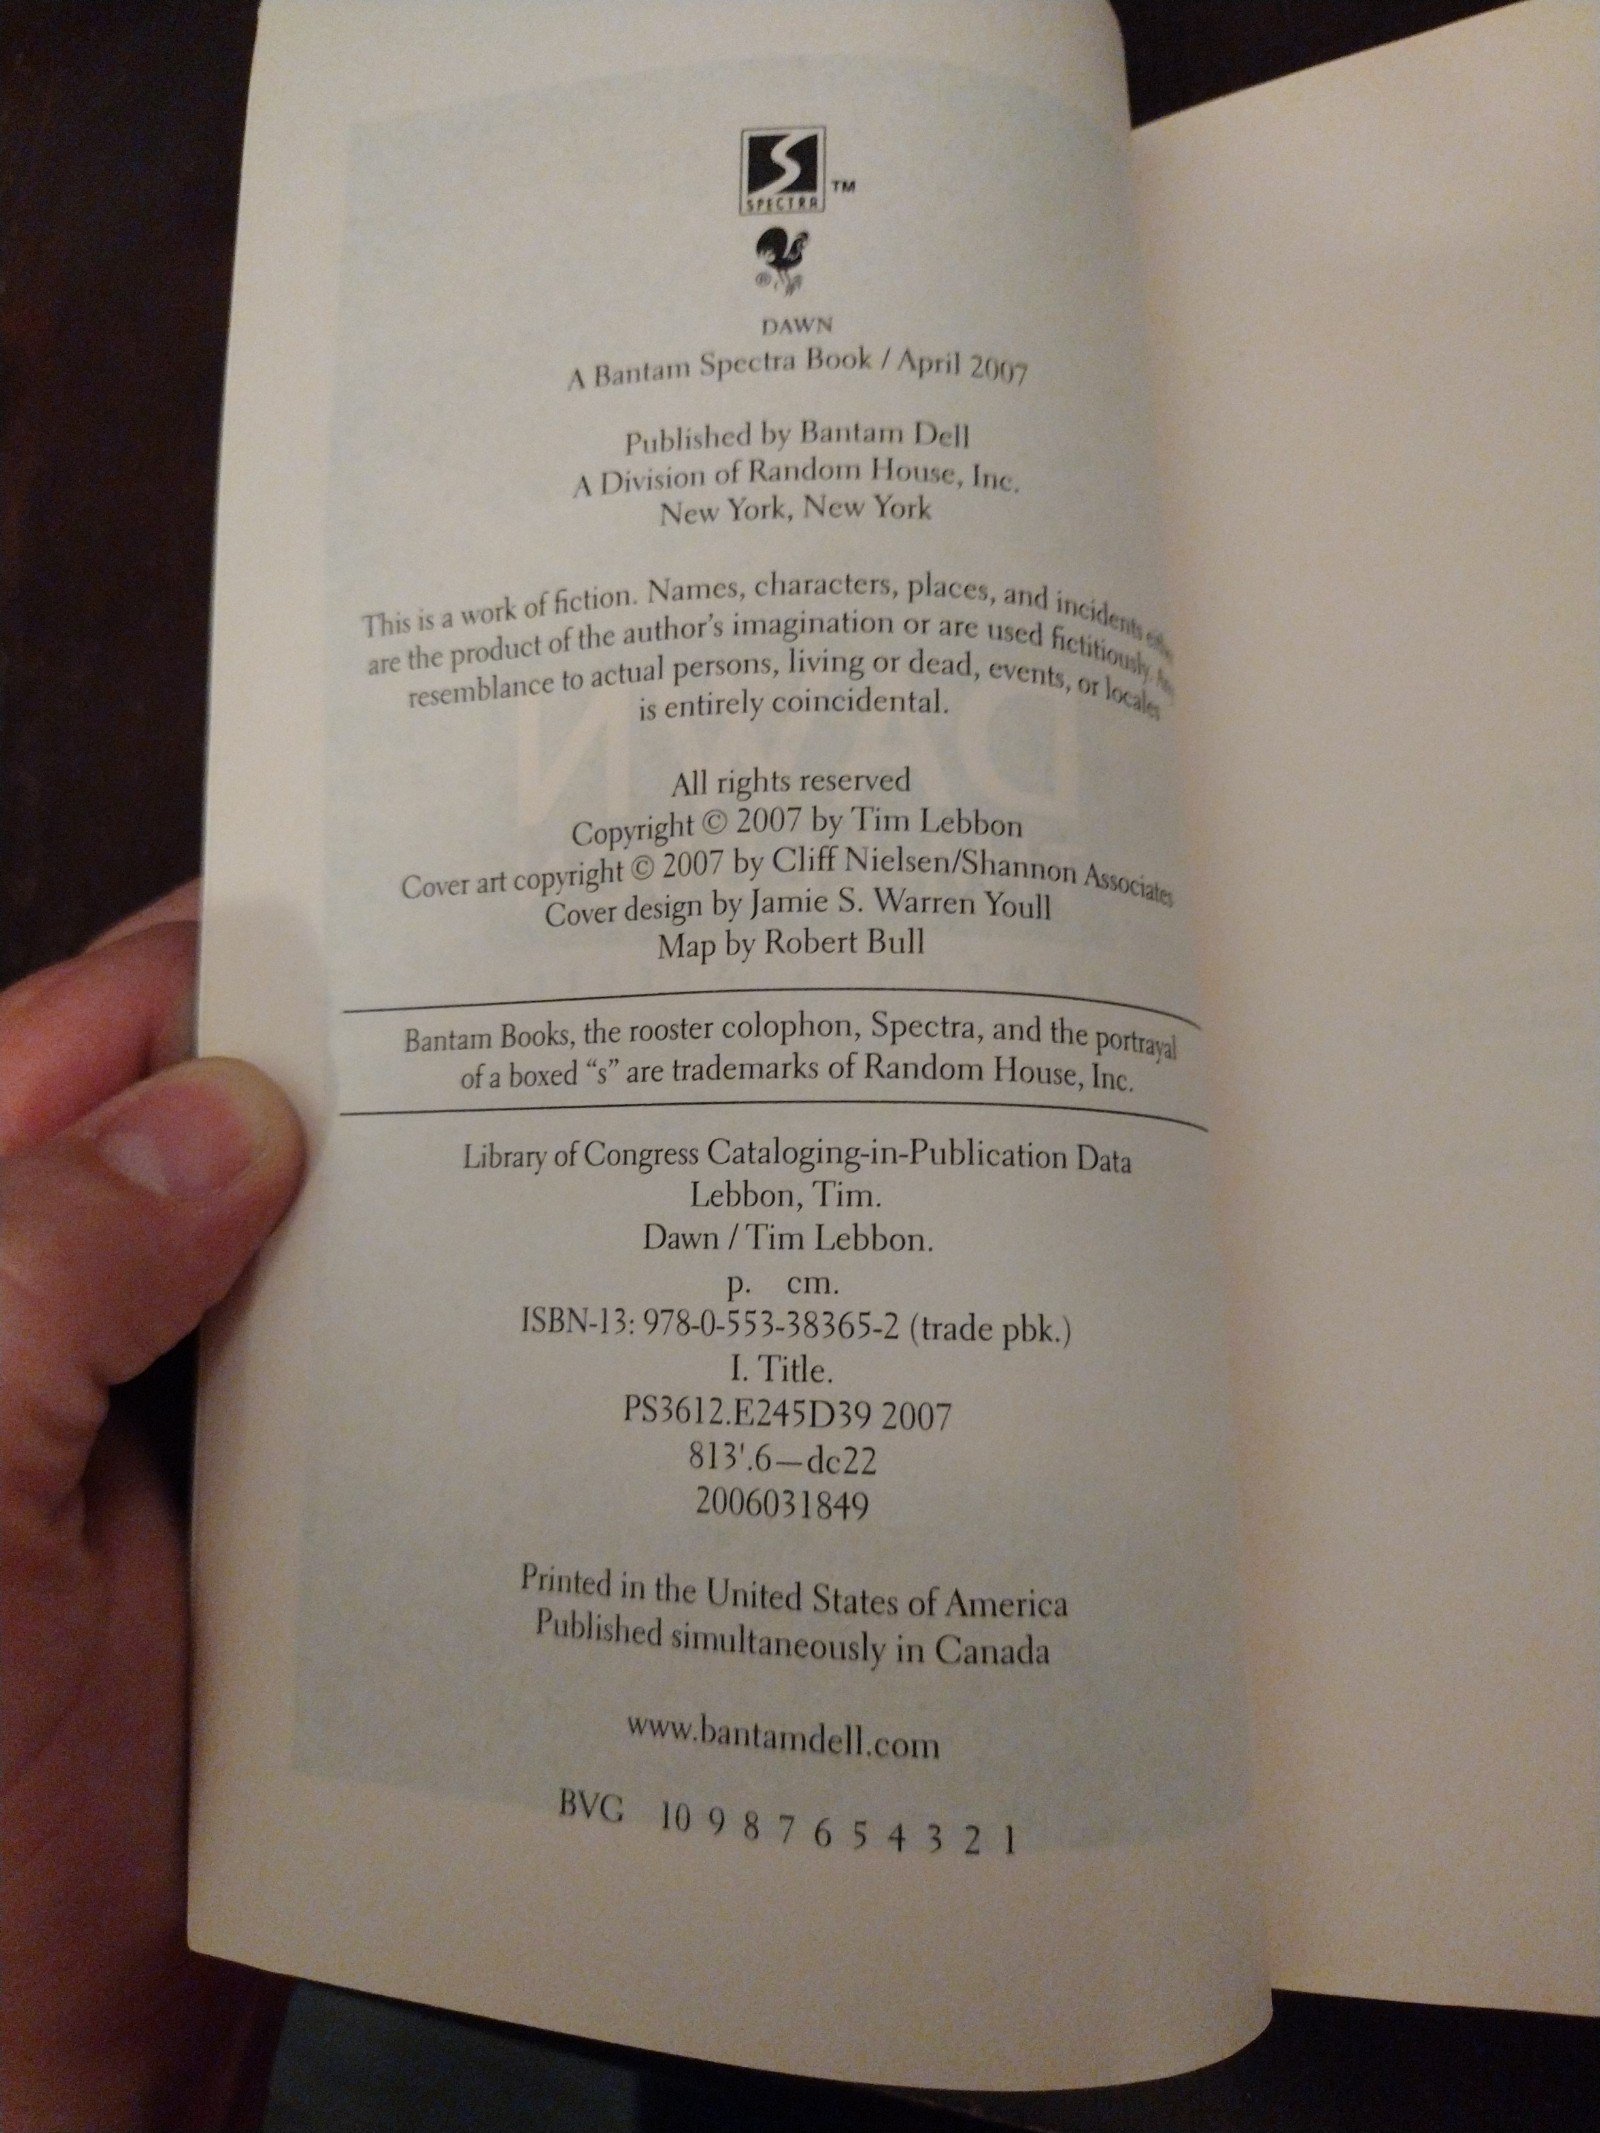 S
SPECTRA ™
®
DAWN
A Bantam Spectra Book / April 2007
Published by Bantam Dell
A Division of Random House, Inc.
New York, New York
This is a work of fiction. Names, characters, places, and incidents either
are the product of the author's imagination or are used fictitiously. Any
resemblance to actual persons, living or dead, events, or locales
is entirely coincidental.
All rights reserved
Copyright © 2007 by Tim Lebbon
Cover art copyright © 2007 by Cliff Nielsen/Shannon Associates
Cover design by Jamie S. Warren Youll
Map by Robert Bull
Bantam Books, the rooster colophon, Spectra, and the portrayal
of a boxed “s” are trademarks of Random House, Inc.
Library of Congress Cataloging-in-Publication Data
Lebbon, Tim.
Dawn / Tim Lebbon.
p. cm.
ISBN-13: 978-0-553-38365-2 (trade pbk.)
I. Title.
PS3612.E245D39 2007
813'.6—dc22
2006031849
Printed in the United States of America
Published simultaneously in Canada
www.bantamdell.com
BVG 10 9 8 7 6 5 4 3 2 1